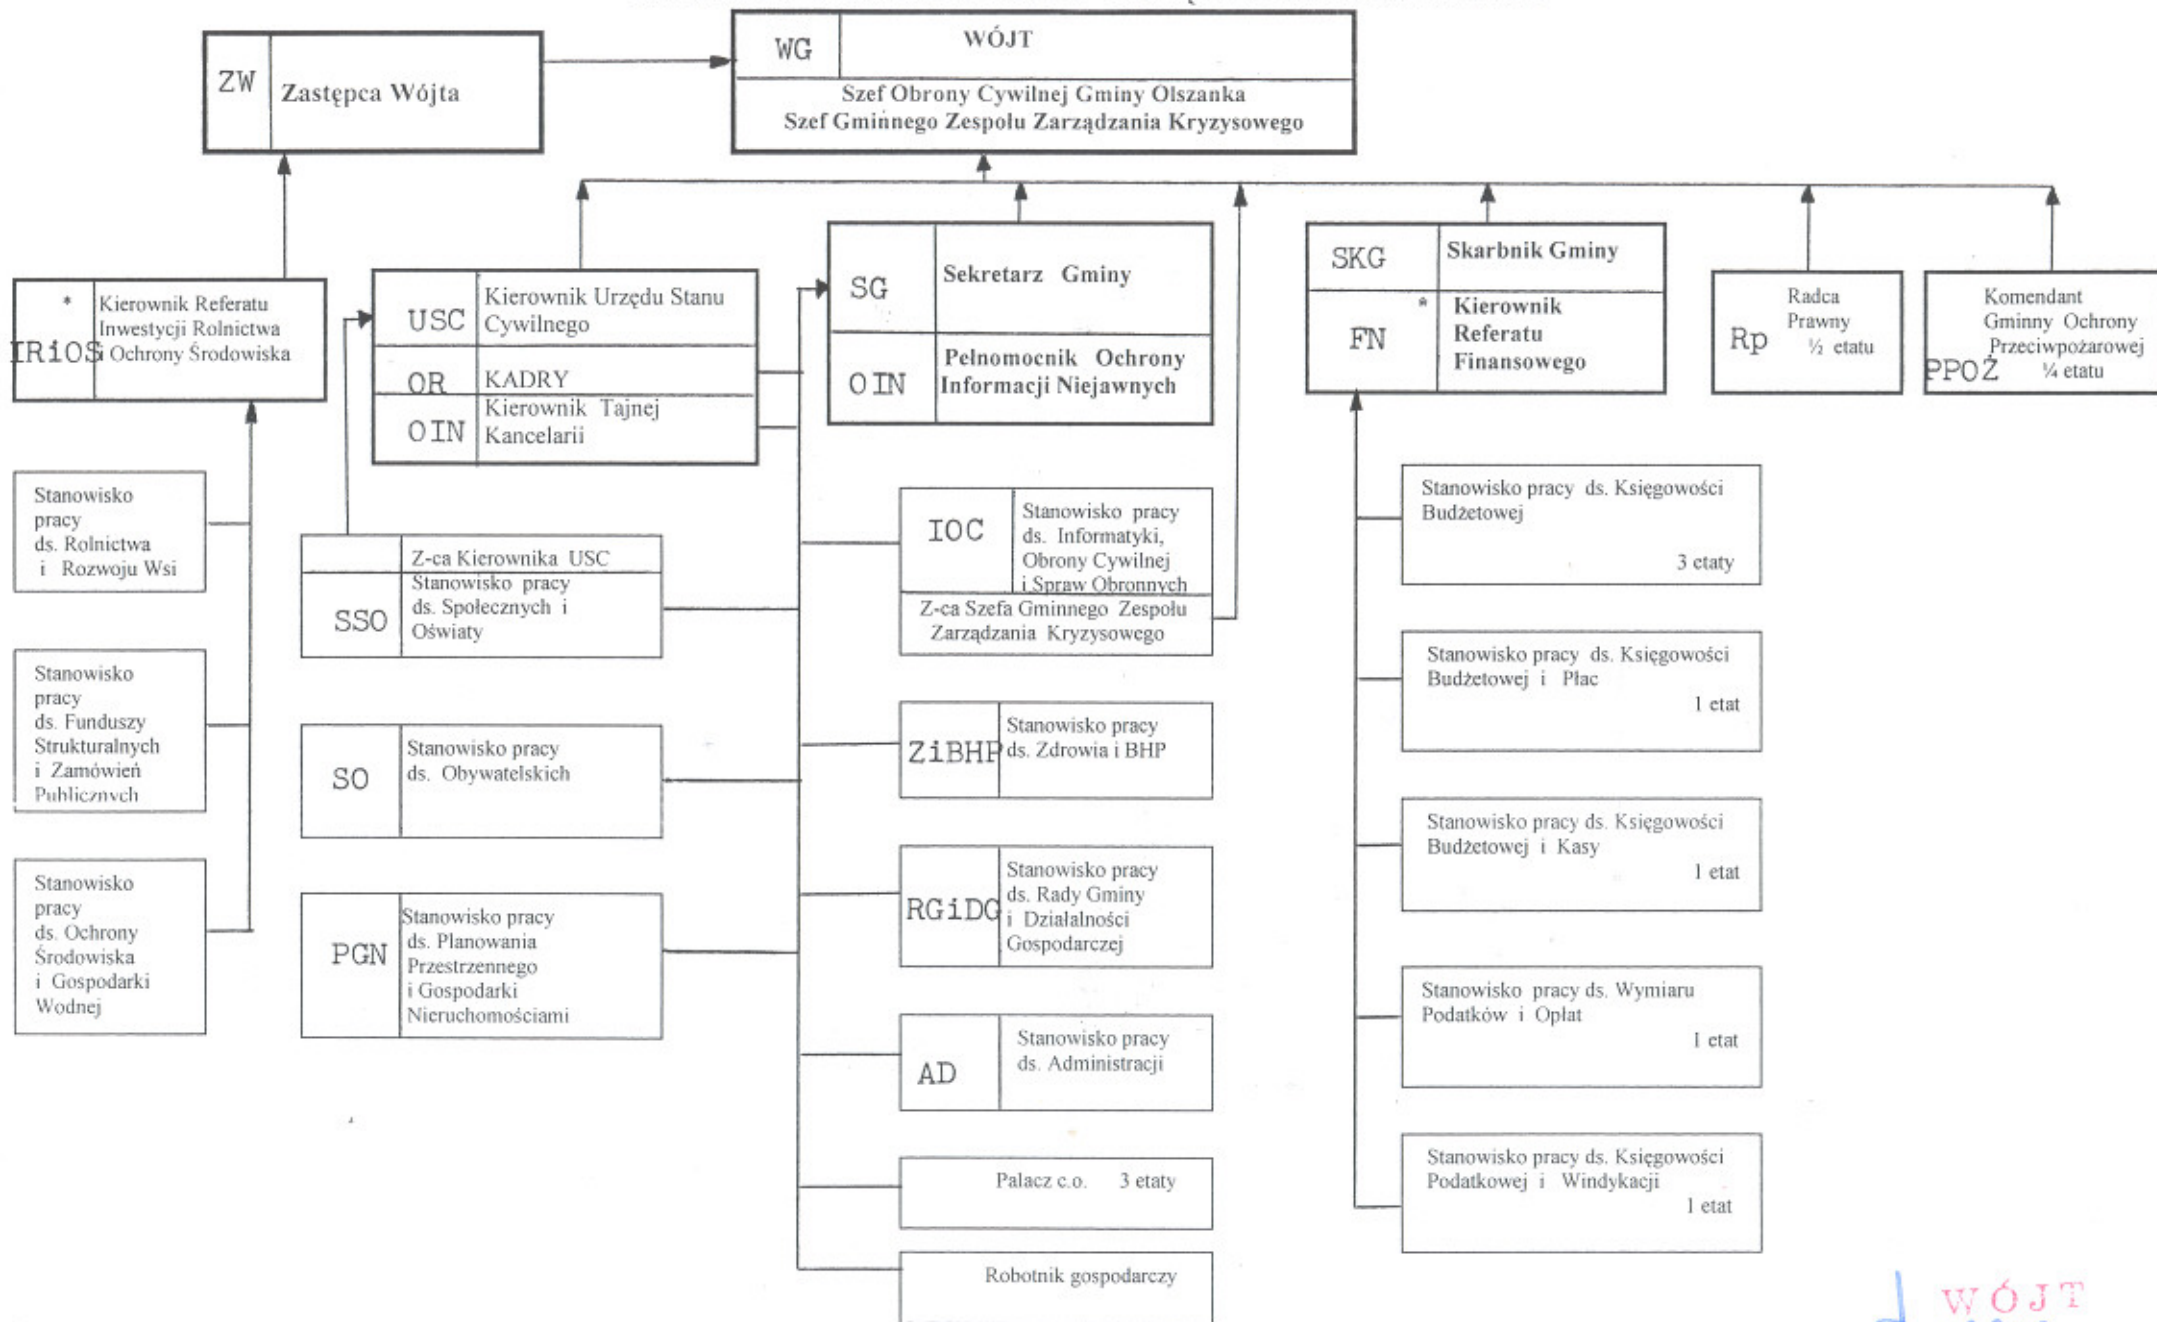 ZW
Zastępca Wójta
WG
WÓJT
Szef Obrony Cywilnej Gminy Olszanka
Szef Gminnego Zespołu Zarządzania Kryzysowego
*
IRiOŚ
Kierownik Referatu
Inwestycji Rolnictwa
i Ochrony Środowiska
USC
Kierownik Urzędu Stanu
Cywilnego
OR
KADRY
OIN
Kierownik Tajnej
Kancelarii
SG
Sekretarz Gminy
OIN
Pełnomocnik Ochrony
Informacji Niejawnych
SKG
Skarbnik Gminy
FN
*
Kierownik
Referatu
Finansowego
Rp
Radca
Prawny
½ etatu
PPOŻ
Komendant
Gminny Ochrony
Przeciwpożarowej
¼ etatu
Stanowisko
pracy
ds. Rolnictwa
i Rozwoju Wsi
Stanowisko
pracy
ds. Funduszy
Strukturalnych
i Zamówień
Publicznych
Stanowisko
pracy
ds. Ochrony
Środowiska
i Gospodarki
Wodnej
Z-ca Kierownika USC
SSO
Stanowisko pracy
ds. Społecznych i
Oświaty
SO
Stanowisko pracy
ds. Obywatelskich
PGN
Stanowisko pracy
ds. Planowania
Przestrzennego
i Gospodarki
Nieruchomościami
IOC
Stanowisko pracy
ds. Informatyki,
Obrony Cywilnej
i Spraw Obronnych
Z-ca Szefa Gminnego Zespołu
Zarządzania Kryzysowego
ZiBHP
Stanowisko pracy
ds. Zdrowia i BHP
RGiDG
Stanowisko pracy
ds. Rady Gminy
i Działalności
Gospodarczej
AD
Stanowisko pracy
ds. Administracji
Palacz c.o. 3 etaty
Robotnik gospodarczy
Stanowisko pracy ds. Księgowości
Budżetowej
3 etaty
Stanowisko pracy ds. Księgowości
Budżetowej i Płac
1 etat
Stanowisko pracy ds. Księgowości
Budżetowej i Kasy
1 etat
Stanowisko pracy ds. Wymiaru
Podatków i Opłat
1 etat
Stanowisko pracy ds. Księgowości
Podatkowej i Windykacji
1 etat
WÓJT